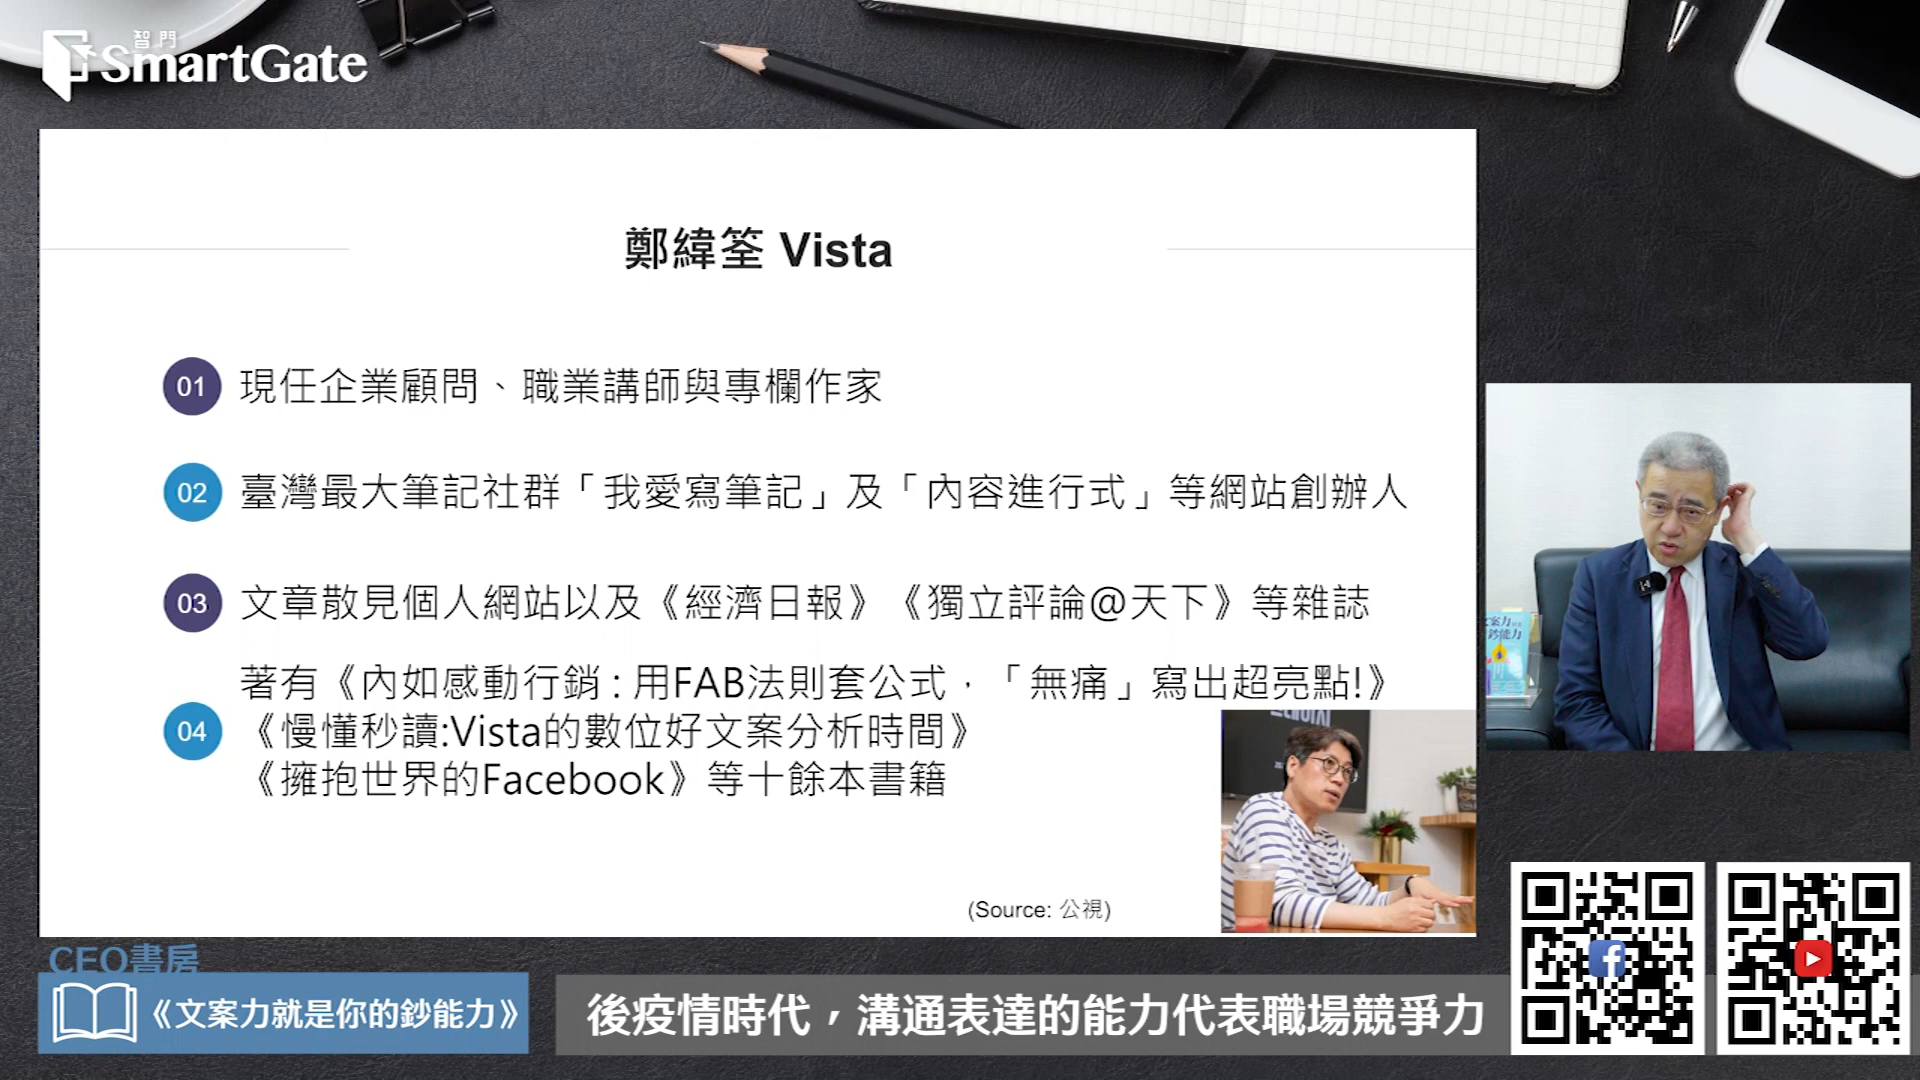 智門
SmartGate
鄭緯筌 Vista
01 現任企業顧問、職業講師與專欄作家
02 臺灣最大筆記社群「我愛寫筆記」及「內容進行式」等網站創辦人
03 文章散見個人網站以及《經濟日報》《獨立評論@天下》等雜誌
04 著有《內如感動行銷:用FAB法則套公式,「無痛」寫出超亮點!》
《慢懂秒讀:Vista的數位好文案分析時間》
《擁抱世界的Facebook》等十餘本書籍
(Source: 公視)
文案力
鈔能力
CEO書房
《文案力就是你的鈔能力》
後疫情時代,溝通表達的能力代表職場競爭力